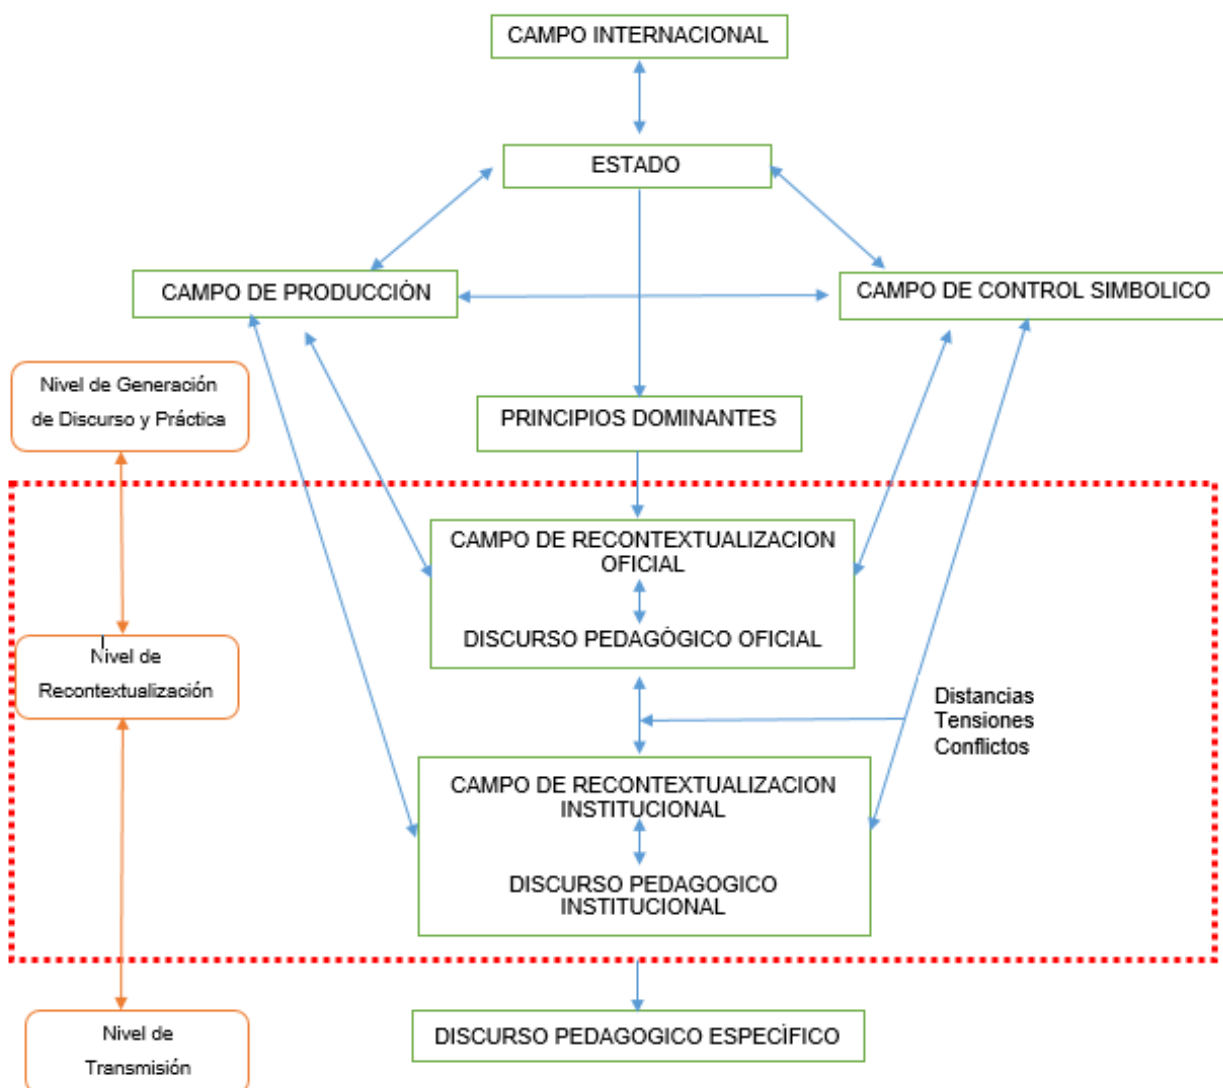 CAMPO INTERNACIONAL
ESTADO
CAMPO DE PRODUCCIÓN
CAMPO DE CONTROL SIMBOLICO
Nivel de Generación
de Discurso y Práctica
PRINCIPIOS DOMINANTES
CAMPO DE RECONTEXTUALIZACION
OFICIAL
DISCURSO PEDAGÓGICO OFICIAL
Nivel de
Recontextualización
Distancias
Tensiones
Conflictos
CAMPO DE RECONTEXTUALIZACION
INSTITUCIONAL
DISCURSO PEDAGOGICO
INSTITUCIONAL
Nivel de
Transmisión
DISCURSO PEDAGOGICO ESPECÍFICO